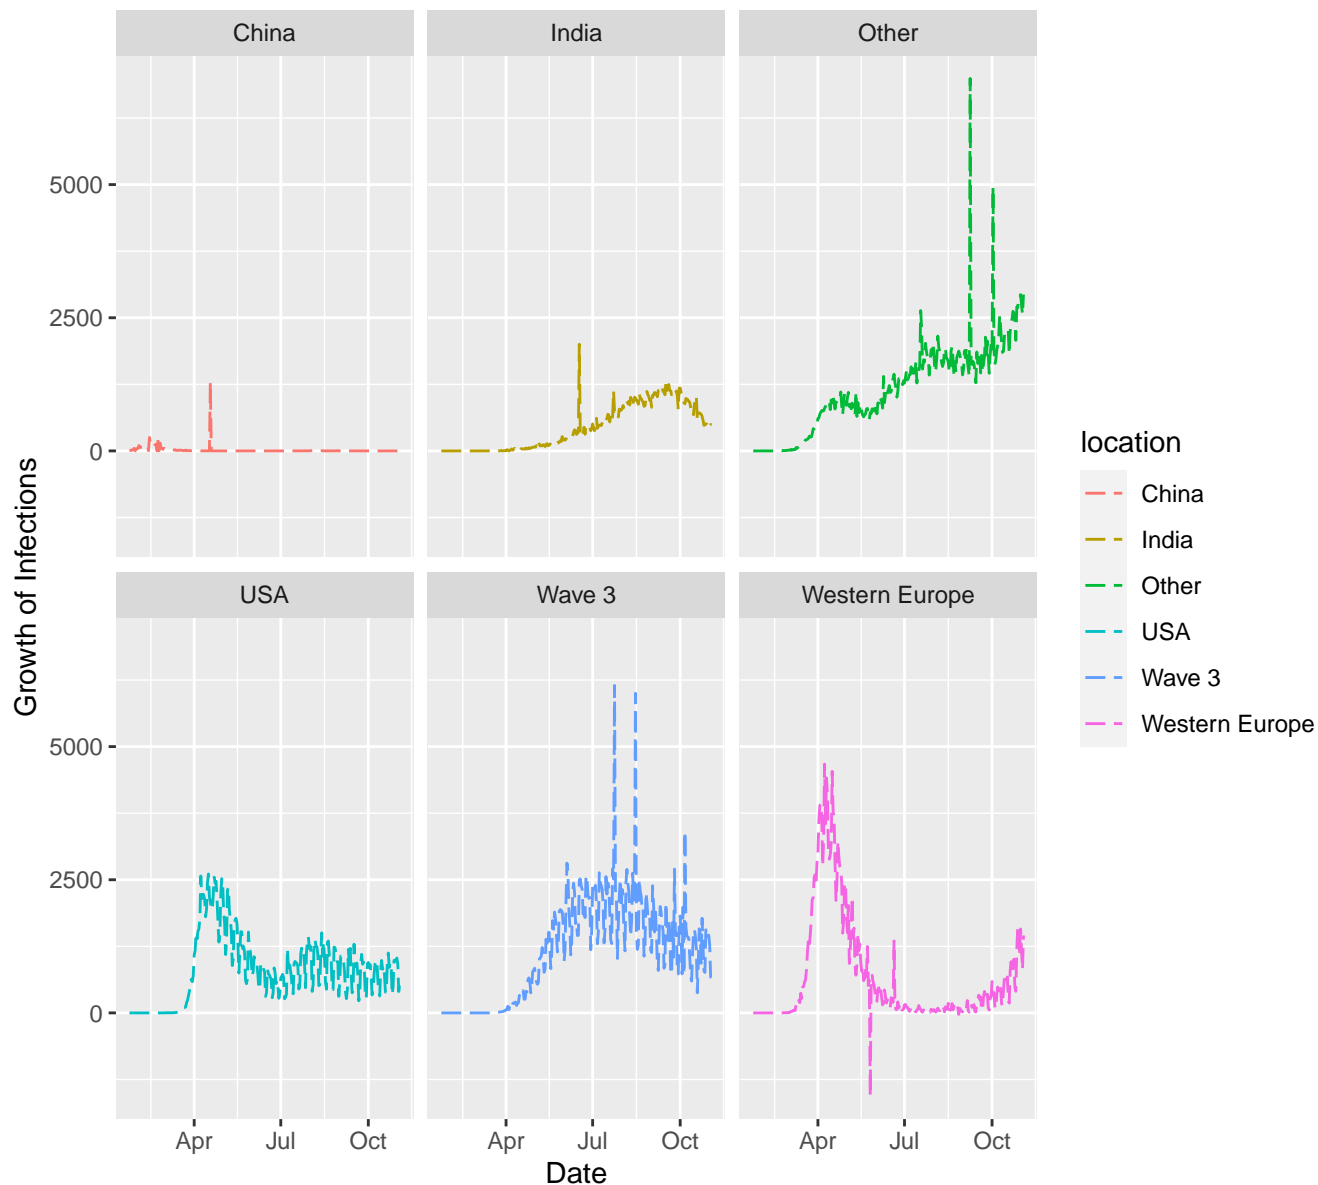 China
India
Other
5000
2500
0
USA
Wave 3
Western Europe
5000
2500
0
Growth of Infections
Apr
Jul
Oct
Apr
Jul
Oct
Apr
Jul
Oct
Date
location
China
India
Other
USA
Wave 3
Western Europe